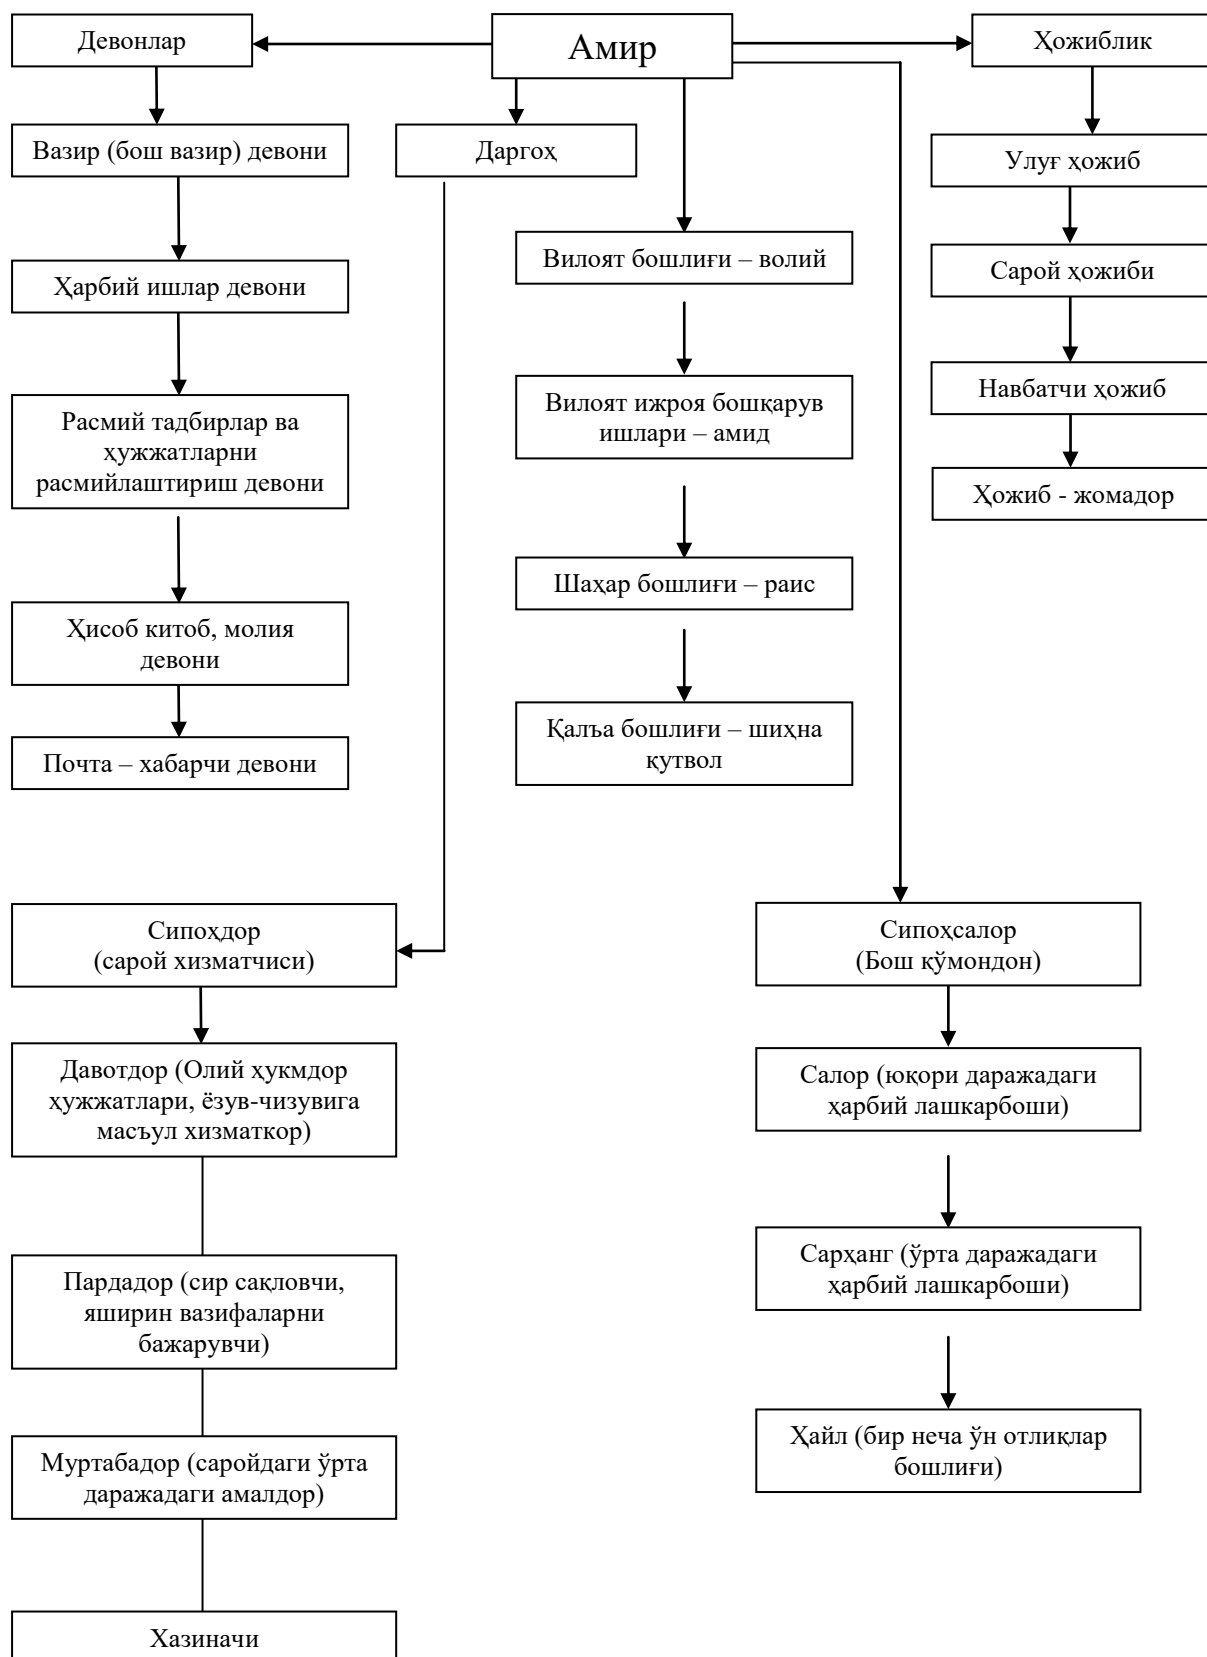 Девонлар
Амир
Ҳожиблик
Вазир (бош вазир) девони
Даргоҳ
Улуғ ҳожиб
Вилоят бошлиғи – волий
Сарой ҳожиби
Ҳарбий ишлар девони
Навбатчи ҳожиб
Вилоят ижроя бошқарув
ишлари – амид
Расмий тадбирлар ва
ҳужжатларни
расмийлаштириш девони
Ҳожиб - жомадор
Шаҳар бошлиғи – раис
Ҳисоб китоб, молия
девони
Қалъа бошлиғи – шиҳна
қутвол
Почта – хабарчи девони
Сипоҳдор
(сарой хизматчиси)
Сипоҳсалор
(Бош қўмондон)
Давотдор (Олий ҳукмдор
ҳужжатлари, ёзув-чизувига
масъул хизматкор)
Салор (юқори даражадаги
ҳарбий лашкарбоши)
Пардадор (сир сақловчи,
яширин вазифаларни
бажарувчи)
Сарҳанг (ўрта даражадаги
ҳарбий лашкарбоши)
Муртабадор (саройдаги ўрта
даражадаги амалдор)
Ҳайл (бир неча ўн отлиқлар
бошлиғи)
Хазиначи